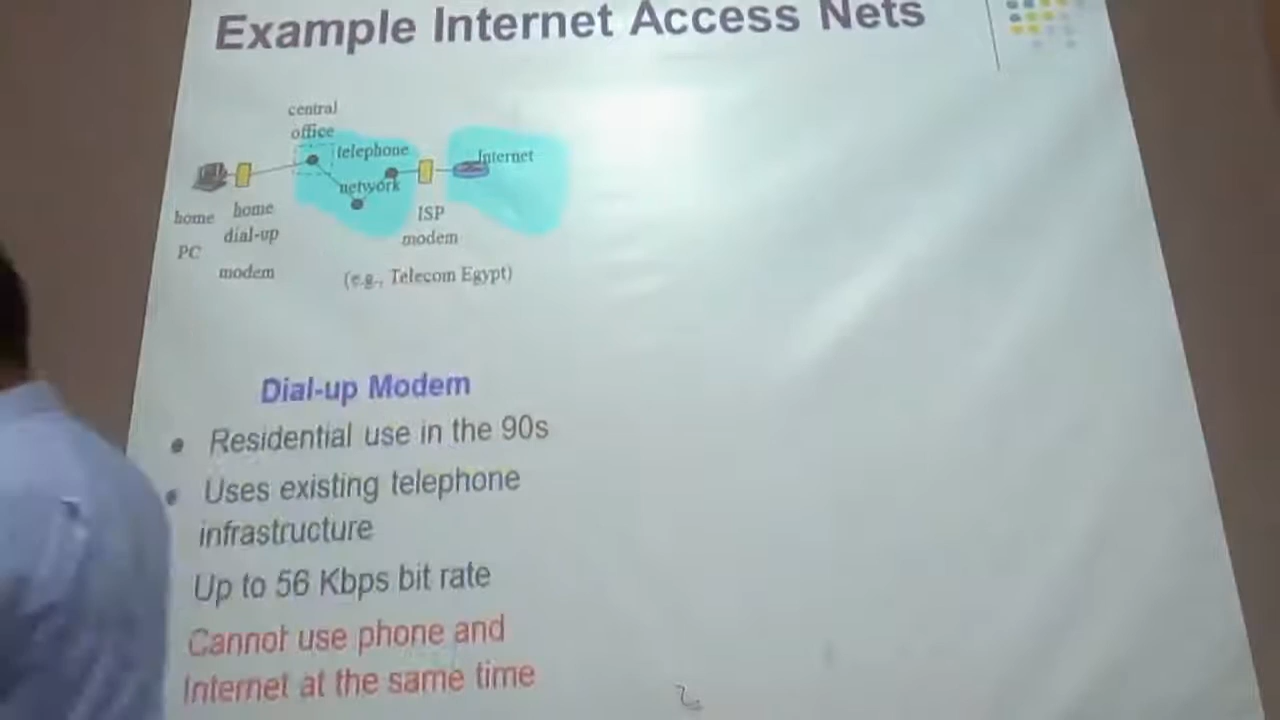 Example Internet Access Nets
central
office
telephone
Internet
network
home
PC
home
dial-up
modem
ISP
modem
(e.g., Telecom Egypt)
Dial-up Modem
• Residential use in the 90s
• Uses existing telephone
infrastructure
Up to 56 Kbps bit rate
Cannot use phone and
Internet at the same time